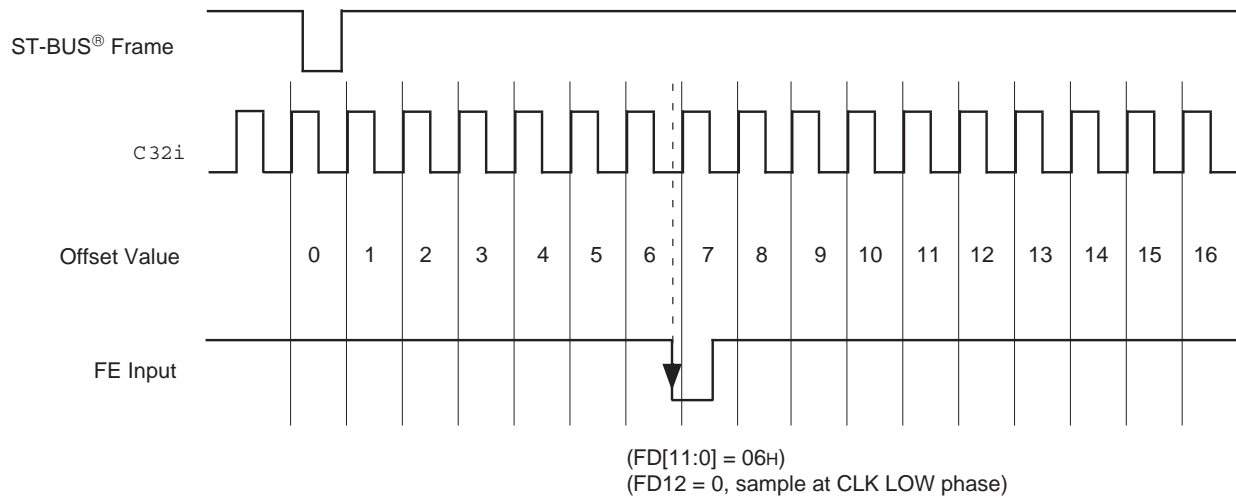 ST-BUS® Frame
C32i
Offset Value 0 1 2 3 4 5 6 7 8 9 10 11 12 13 14 15 16
FE Input
(FD[11:0] = 06H)
(FD12 = 0, sample at CLK LOW phase)